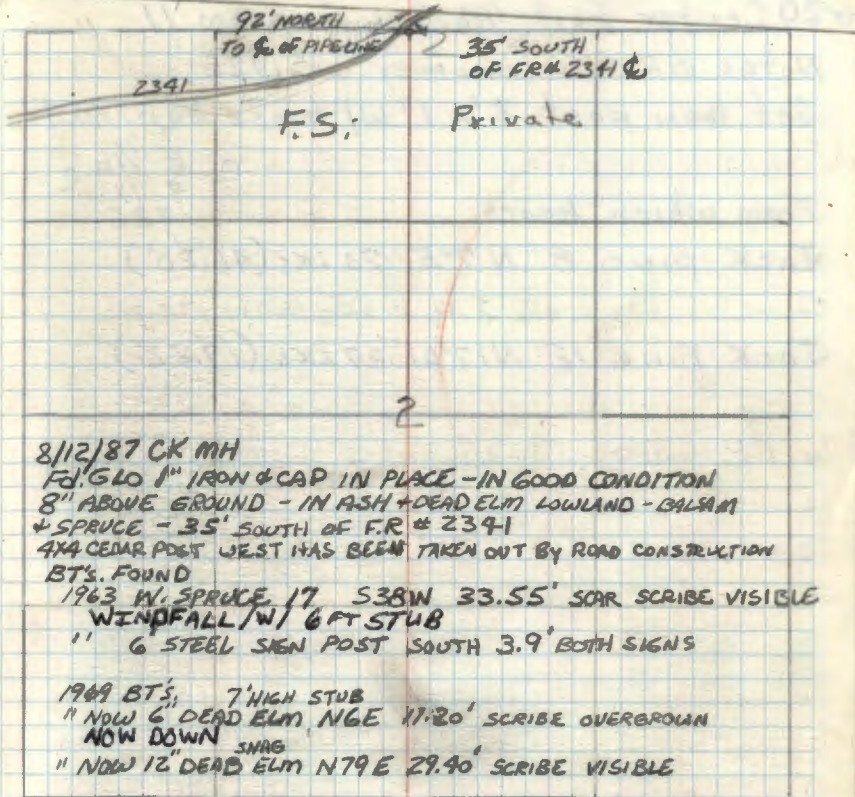 92' NORTH
TO ℄ OF PIPELINE
35' SOUTH
OF FR# 2341 ℄
2341
F.S.
Private
2
8/12/87 CK MH
Fd. GLO 1" IRON & CAP IN PLACE - IN GOOD CONDITION
8" ABOVE GROUND - IN ASH + DEAD ELM LOWLAND - BALSAM
+ SPRUCE - 35' SOUTH OF F.R # 2341
4X4 CEDAR POST WEST HAS BEEN TAKEN OUT BY ROAD CONSTRUCTION
BT's. FOUND
1963 W. SPRUCE 17 S38W 33.55' SCAR SCRIBE VISIBLE
WINDFALL /W/ 6 FT STUB
" 6' STEEL SIGN POST SOUTH 3.9' BOTH SIGNS
1949 BT's, 7' HIGH STUB
" NOW 6" DEAD ELM N6E 17.20' SCRIBE OVERGROWN
NOW DOWN SNAG
" NOW 12" DEAD ELM N79E 29.40' SCRIBE VISIBLE